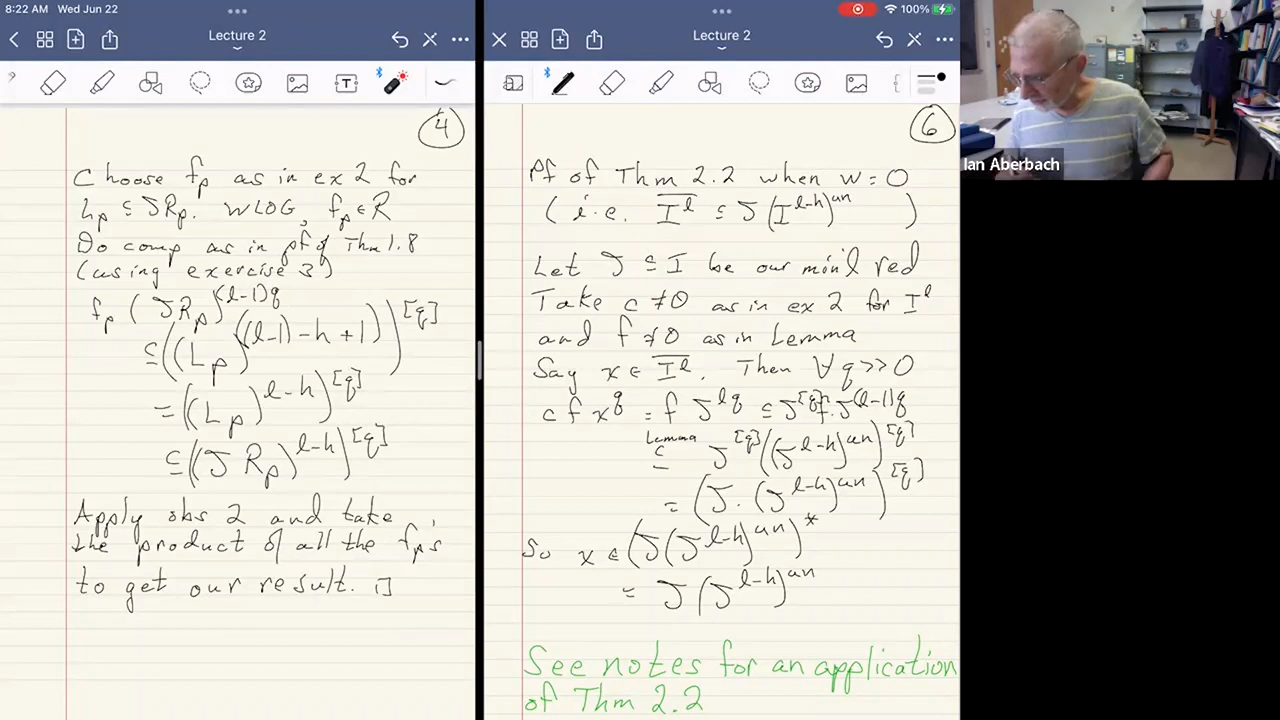 8:22 AM Wed Jun 22
100%
Lecture 2
Lecture 2
4
Choose f_p as in ex 2 for
h_p ⊆ JR_p. WLOG, f_p ∈ R
Do comp as in pf of Thm 1.8
(using exercise 3)
f_p (JR_p)^{(l-1)q}
⊆ ((L_p)^{((l-1)-h+1)})^{[q]}
= ((L_p)^{l-h})^{[q]}
⊆ ((JR_p)^{l-h})^{[q]}
Apply obs 2 and take
the product of all the f_p's
to get our result. □
6
Pf of Thm 2.2 when w=0
(i.e. \overline{I^l} ⊆ J(I^{l-h})^{un} )
Let J ⊆ I be our min'l red
Take c ≠ 0 as in ex 2 for I^l
and f ≠ 0 as in Lemma
Say x ∈ \overline{I^l}. Then ∀ q >> 0
c f x^q = f J^{lq} ⊆ J^{[q]} f · J^{(l-1)q}
Lemma
⊆ J^{[q]} ((J^{l-h})^{un})^{[q]}
= (J · (J^{l-h})^{un})^{[q]}
So x ∈ (J(J^{l-h})^{un})^*
= J(J^{l-h})^{un}
See notes for an application
of Thm 2.2
Ian Aberbach